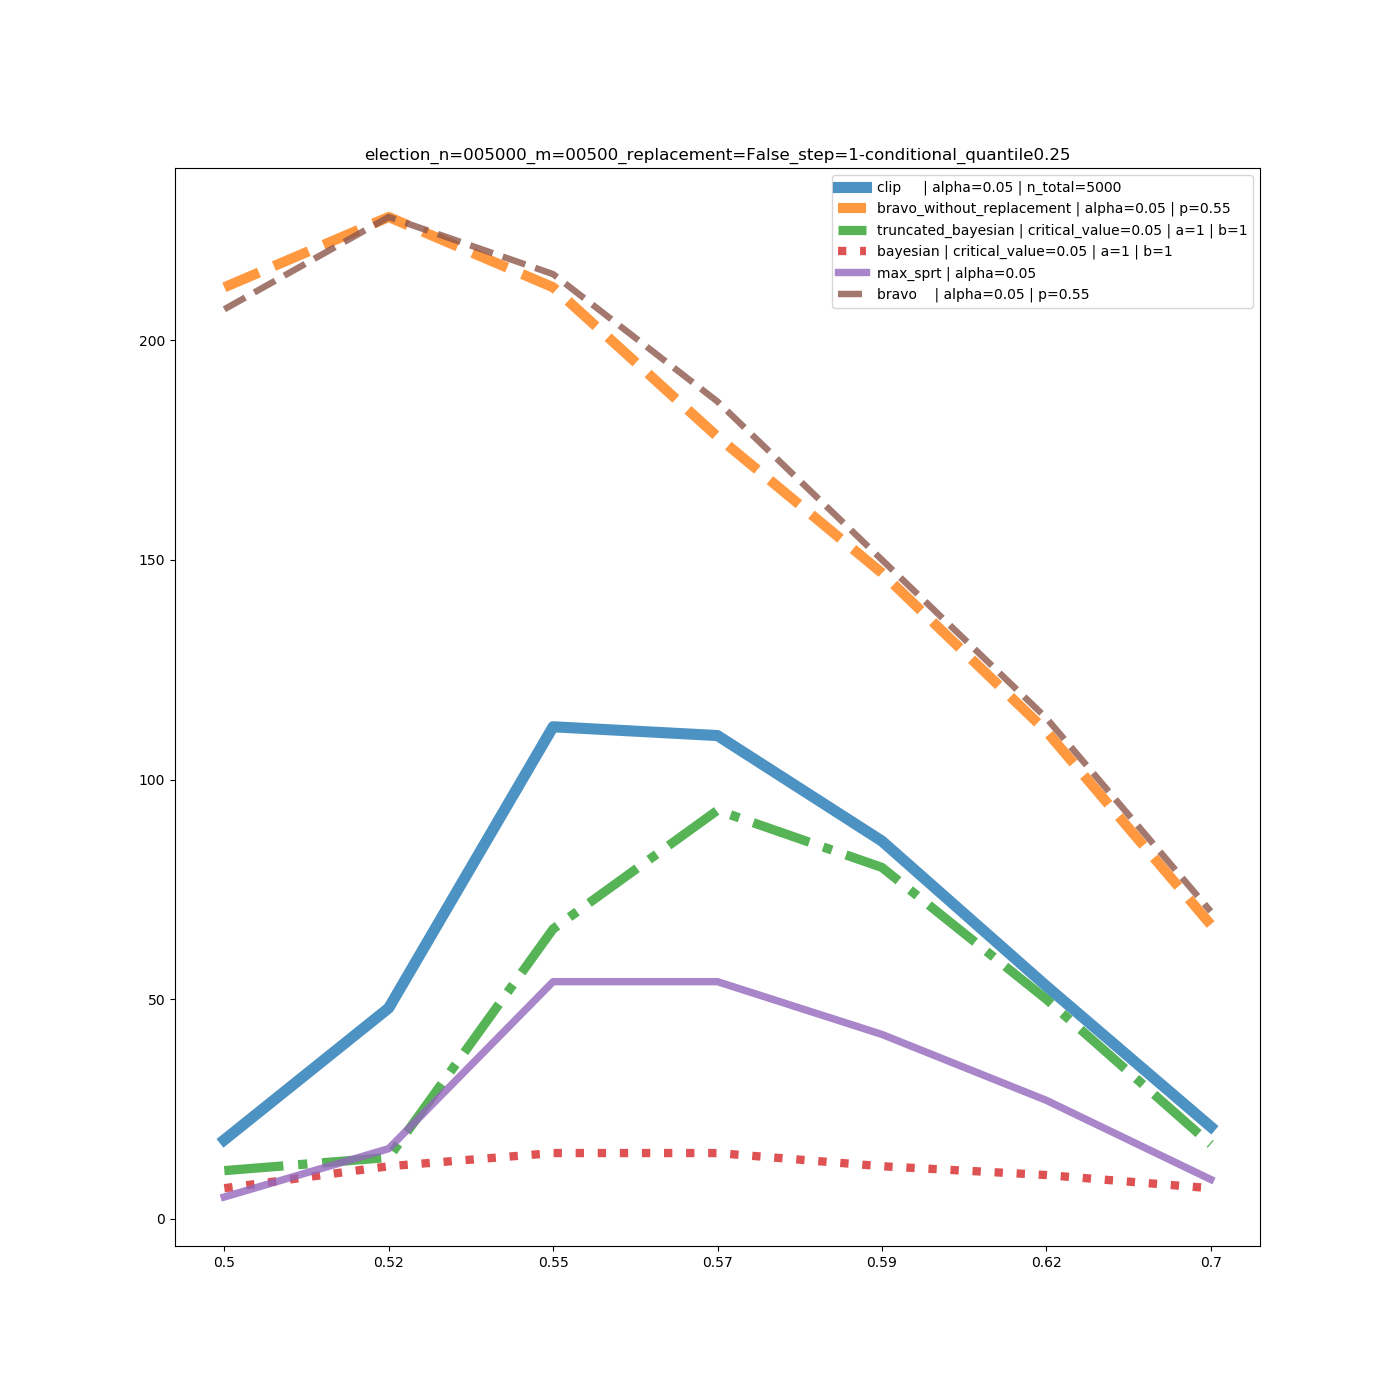 election_n=005000_m=00500_replacement=False_step=1-conditional_quantile0.25
clip     | alpha=0.05 | n_total=5000
bravo_without_replacement | alpha=0.05 | p=0.55
truncated_bayesian | critical_value=0.05 | a=1 | b=1
bayesian | critical_value=0.05 | a=1 | b=1
max_sprt | alpha=0.05
bravo    | alpha=0.05 | p=0.55
200
150
100
50
0
0.5 0.52 0.55 0.57 0.59 0.62 0.7